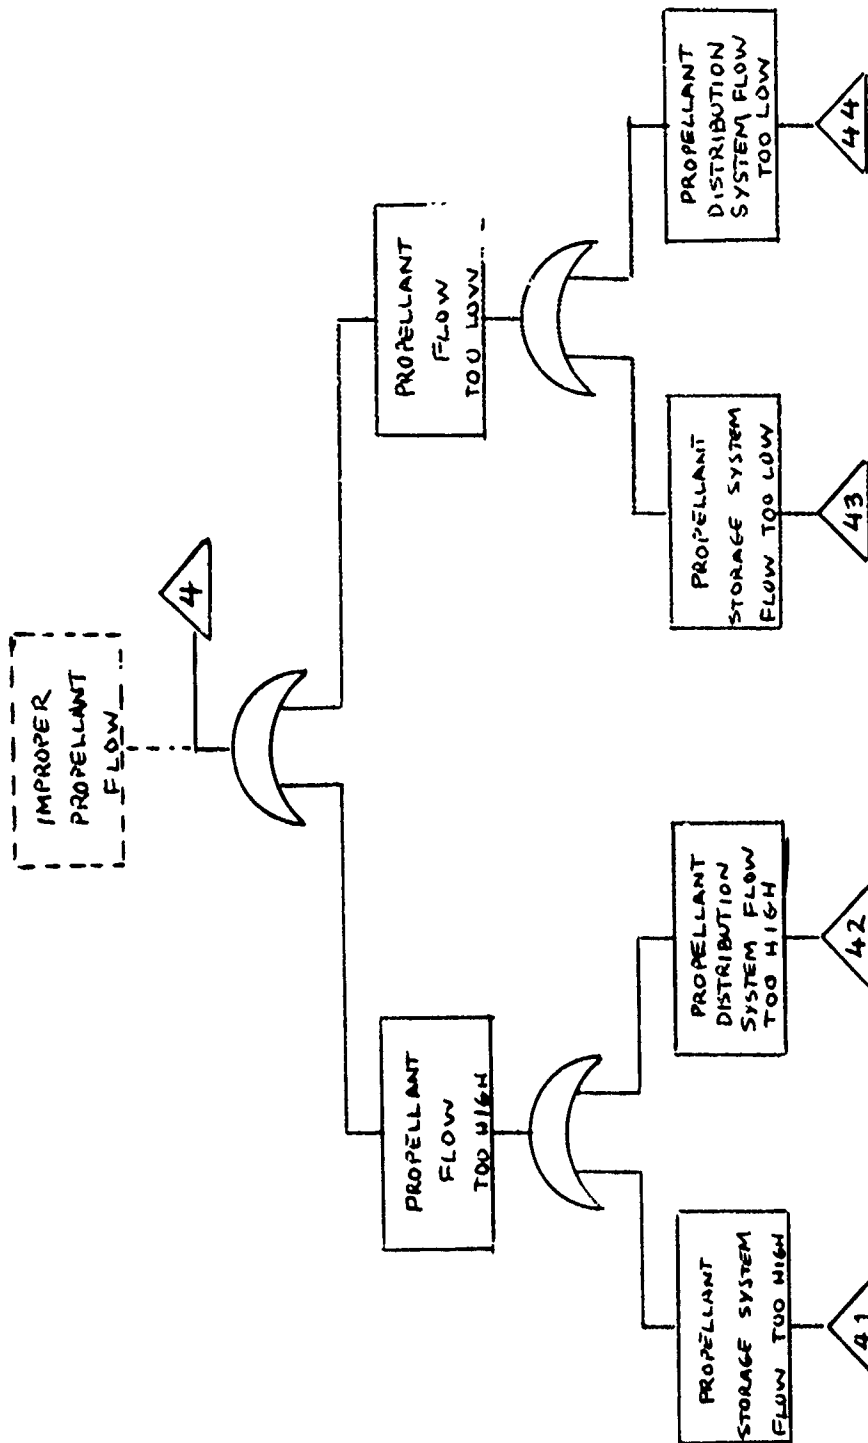 IMPROPER
PROPELLANT
FLOW
4
PROPELLANT
FLOW
TOO HIGH
PROPELLANT
FLOW
TOO LOW
PROPELLANT
STORAGE SYSTEM
FLOW TOO HIGH
PROPELLANT
DISTRIBUTION
SYSTEM FLOW
TOO HIGH
PROPELLANT
STORAGE SYSTEM
FLOW TOO LOW
PROPELLANT
DISTRIBUTION
SYSTEM FLOW
TOO LOW
41
42
43
44